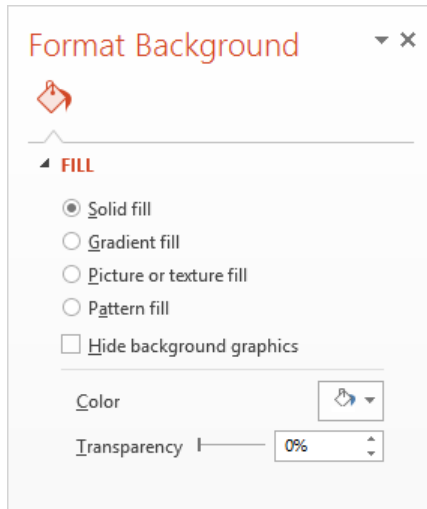 Format Background
FILL
Solid fill
Gradient fill
Picture or texture fill
Pattern fill
Hide background graphics
Color
Transparency 0%